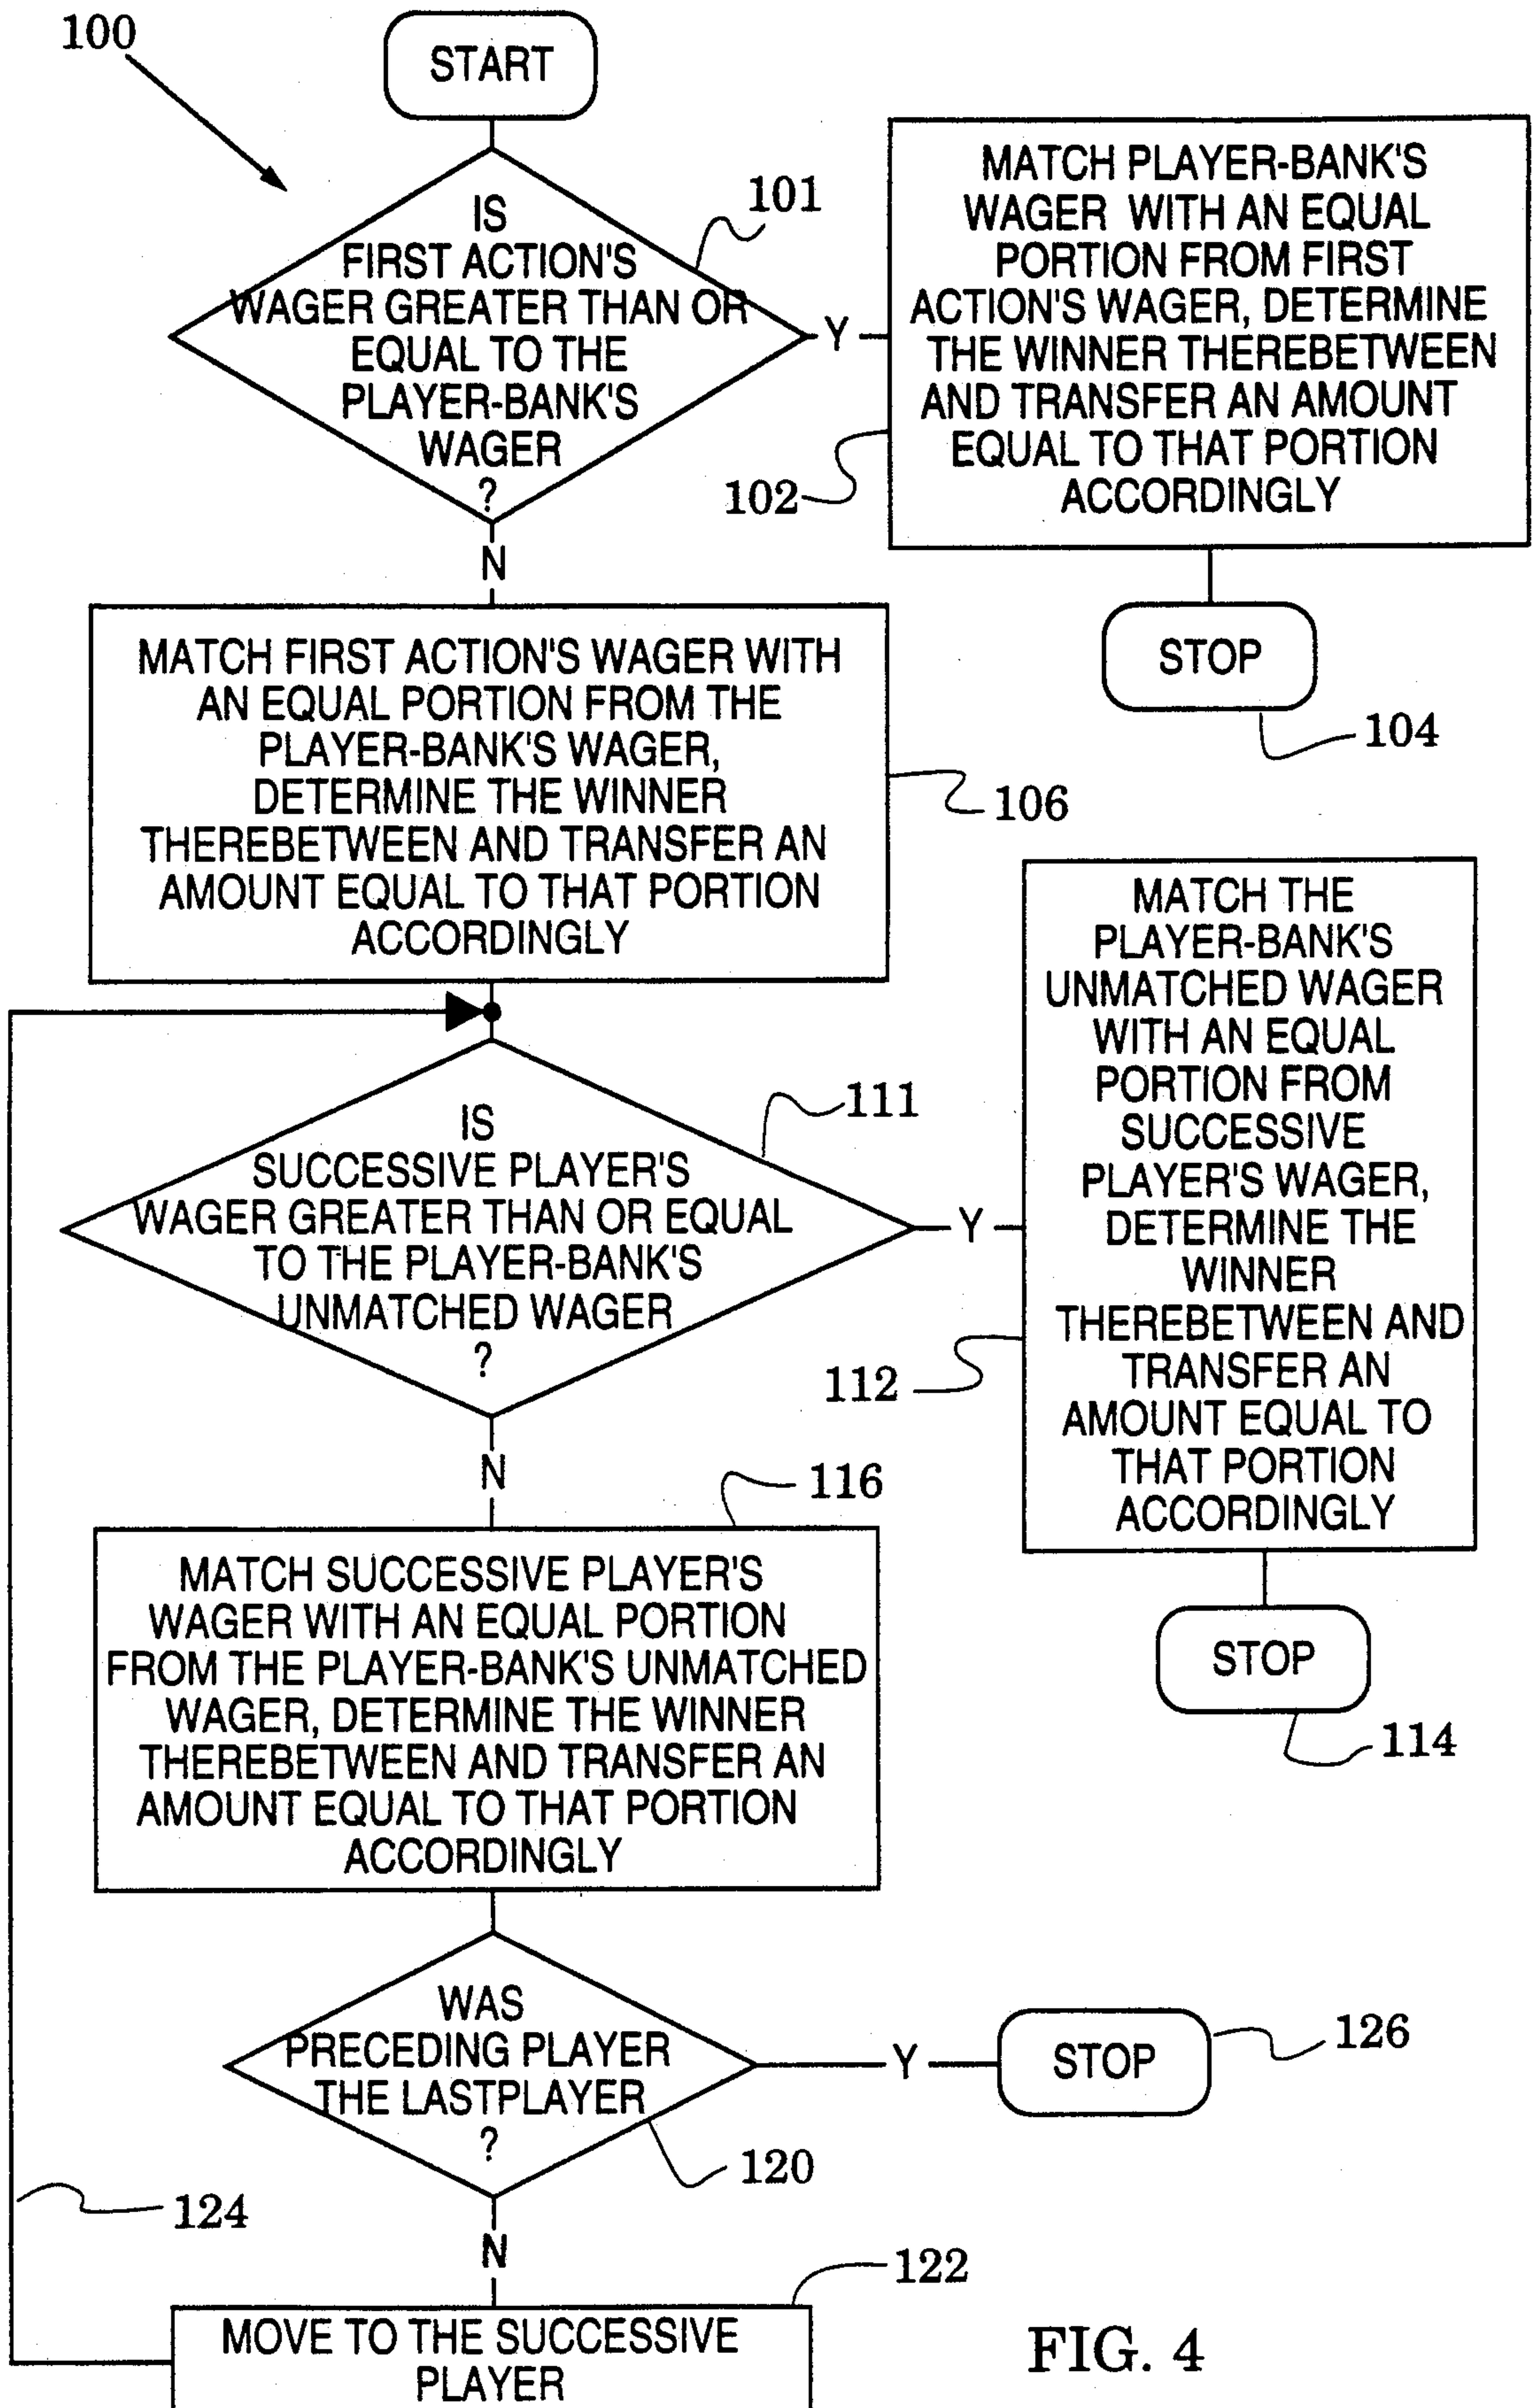 100
START
IS
FIRST ACTION'S
WAGER GREATER THAN OR
EQUAL TO THE
PLAYER-BANK'S
WAGER
?
101
Y
MATCH PLAYER-BANK'S
WAGER WITH AN EQUAL
PORTION FROM FIRST
ACTION'S WAGER, DETERMINE
THE WINNER THEREBETWEEN
AND TRANSFER AN AMOUNT
EQUAL TO THAT PORTION
ACCORDINGLY
102
STOP
104
N
MATCH FIRST ACTION'S WAGER WITH
AN EQUAL PORTION FROM THE
PLAYER-BANK'S WAGER,
DETERMINE THE WINNER
THEREBETWEEN AND TRANSFER AN
AMOUNT EQUAL TO THAT PORTION
ACCORDINGLY
106
IS
SUCCESSIVE PLAYER'S
WAGER GREATER THAN OR EQUAL
TO THE PLAYER-BANK'S
UNMATCHED WAGER
?
111
Y
MATCH THE
PLAYER-BANK'S
UNMATCHED WAGER
WITH AN EQUAL
PORTION FROM
SUCCESSIVE
PLAYER'S WAGER,
DETERMINE THE
WINNER
THEREBETWEEN AND
TRANSFER AN
AMOUNT EQUAL TO
THAT PORTION
ACCORDINGLY
112
STOP
114
N
116
MATCH SUCCESSIVE PLAYER'S
WAGER WITH AN EQUAL PORTION
FROM THE PLAYER-BANK'S UNMATCHED
WAGER, DETERMINE THE WINNER
THEREBETWEEN AND TRANSFER AN
AMOUNT EQUAL TO THAT PORTION
ACCORDINGLY
WAS
PRECEDING PLAYER
THE LASTPLAYER
?
120
Y
STOP
126
N
124
122
MOVE TO THE SUCCESSIVE
PLAYER
FIG. 4